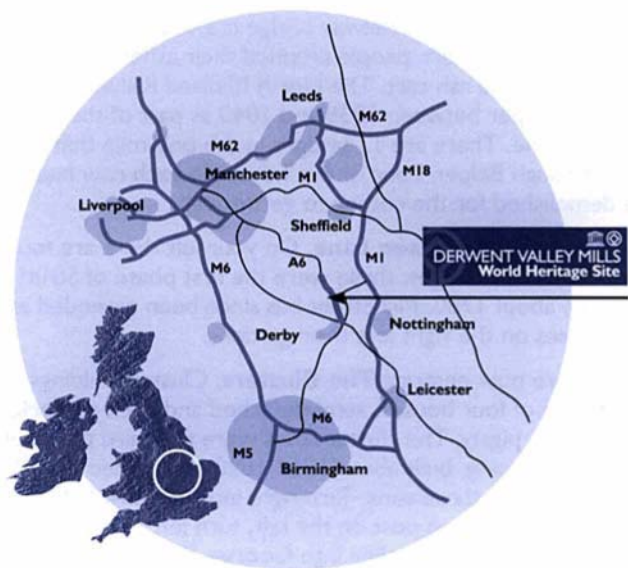 Leeds
M62
M62
Manchester
M1
M18
Liverpool
Sheffield
DERWENT VALLEY MILLS
World Heritage Site
M6
A6
M1
Derby
Nottingham
Leicester
M6
M5
Birmingham